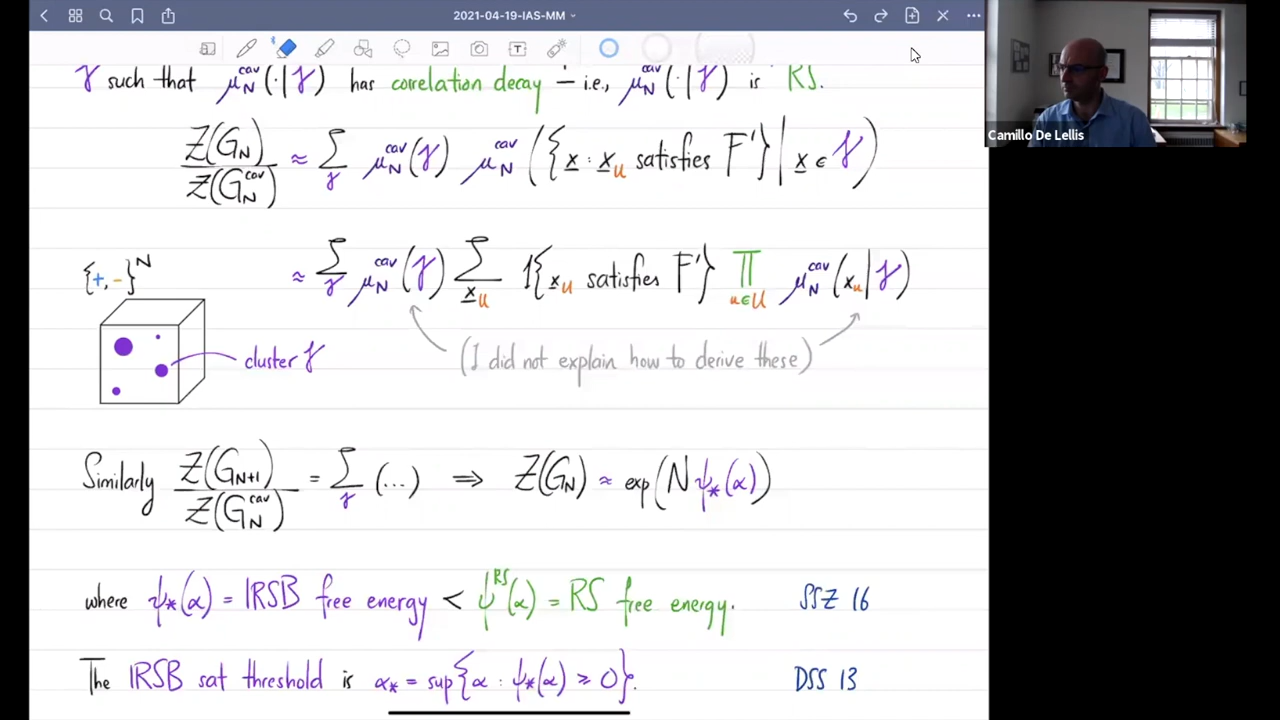 2021-04-19-IAS-MM
γ such that μ_N^cav(·|γ) has correlation decay — i.e., μ_N^cav(·|γ) is RS.
Z(G_N)/Z(G_N^cav) ≈ Σ_γ μ_N^cav(γ) μ_N^cav({x : x_U satisfies F'} | x ∈ γ)
{+,-}^N
≈ Σ_γ μ_N^cav(γ) Σ_{x_U} 1{x_U satisfies F'} ∏_{u∈U} μ_N^cav(x_u|γ)
cluster γ
(I did not explain how to derive these)
Similarly Z(G_{N+1})/Z(G_N^cav) = Σ_γ (...) ⇒ Z(G_N) ≈ exp(N ψ_*(α))
where ψ_*(α) = 1RSB free energy < ψ^RS(α) = RS free energy. SSZ 16
The 1RSB sat threshold is α_* = sup{α : ψ_*(α) ≥ 0}. DSS 13
Camillo De Lellis